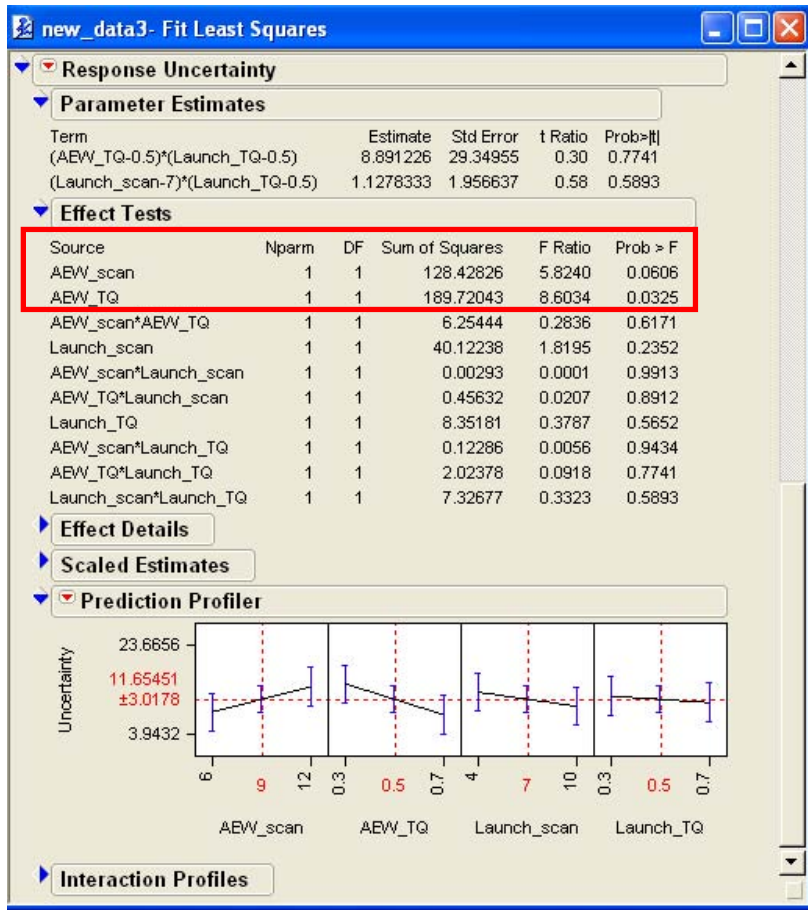 new_data3- Fit Least Squares
Response Uncertainty
Parameter Estimates
Term Estimate Std Error t Ratio Prob>|t|
(AEW_TQ-0.5)*(Launch_TQ-0.5) 8.891226 29.34955 0.30 0.7741
(Launch_scan-7)*(Launch_TQ-0.5) 1.1278333 1.956637 0.58 0.5893
Effect Tests
Source Nparm DF Sum of Squares F Ratio Prob > F
AEW_scan 1 1 128.42826 5.8240 0.0606
AEW_TQ 1 1 189.72043 8.6034 0.0325
AEW_scan*AEW_TQ 1 1 6.25444 0.2836 0.6171
Launch_scan 1 1 40.12238 1.8195 0.2352
AEW_scan*Launch_scan 1 1 0.00293 0.0001 0.9913
AEW_TQ*Launch_scan 1 1 0.45632 0.0207 0.8912
Launch_TQ 1 1 8.35181 0.3787 0.5652
AEW_scan*Launch_TQ 1 1 0.12286 0.0056 0.9434
AEW_TQ*Launch_TQ 1 1 2.02378 0.0918 0.7741
Launch_scan*Launch_TQ 1 1 7.32677 0.3323 0.5893
Effect Details
Scaled Estimates
Prediction Profiler
Uncertainty
23.6656
11.65451
±3.0178
3.9432
6 9 12 0.3 0.5 0.7 4 7 10 0.3 0.5 0.7
AEW_scan AEW_TQ Launch_scan Launch_TQ
Interaction Profiles